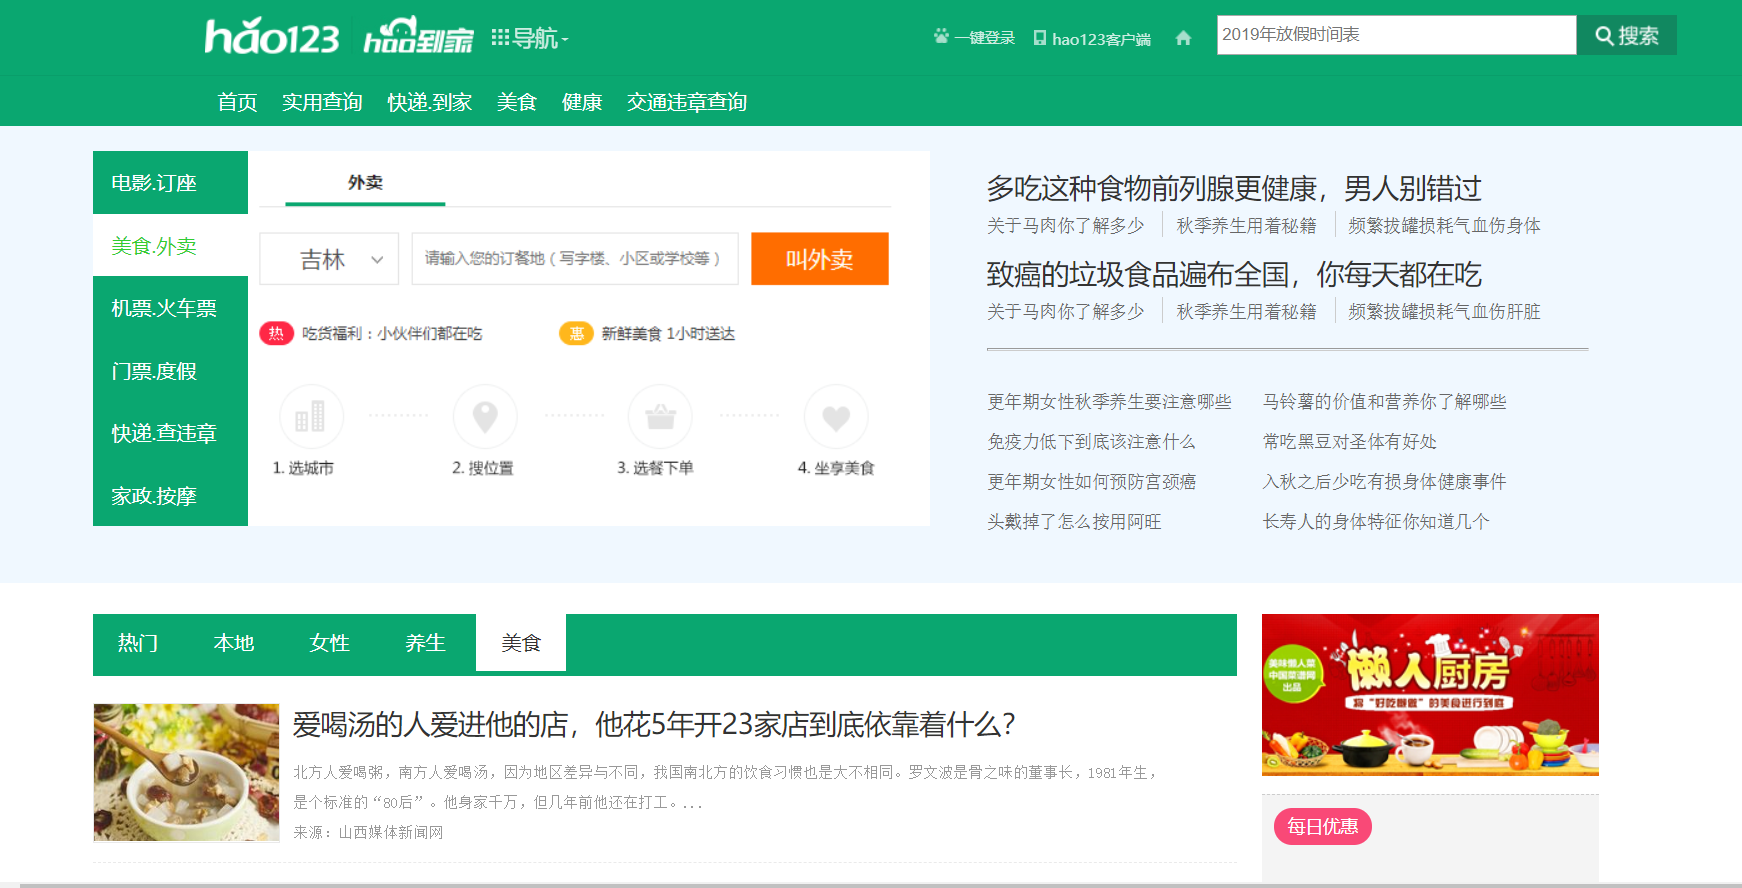 hao123 hao到家 导航
一键登录 hao123客户端 2019年放假时间表 搜索
首页 实用查询 快递.到家 美食 健康 交通违章查询
电影.订座
美食.外卖
机票.火车票
门票.度假
快递.查违章
家政.按摩
外卖
吉林 请输入您的订餐地（写字楼、小区或学校等） 叫外卖
热 吃货福利：小伙伴们都在吃 惠 新鲜美食 1小时送达
1. 选城市 2. 搜位置 3. 选餐下单 4. 坐享美食
多吃这种食物前列腺更健康，男人别错过
关于马肉你了解多少 秋季养生用着秘籍 频繁拔罐损耗气血伤身体
致癌的垃圾食品遍布全国，你每天都在吃
关于马肉你了解多少 秋季养生用着秘籍 频繁拔罐损耗气血伤肝脏
更年期女性秋季养生要注意哪些 马铃薯的价值和营养你了解哪些
免疫力低下到底该注意什么 常吃黑豆对圣体有好处
更年期女性如何预防宫颈癌 入秋之后少吃有损身体健康事件
头戴掉了怎么按用阿旺 长寿人的身体特征你知道几个
热门 本地 女性 养生 美食
爱喝汤的人爱进他的店，他花5年开23家店到底依靠着什么？
北方人爱喝粥，南方人爱喝汤，因为地区差异与不同，我国南北方的饮食习惯也是大不相同。罗文波是骨之味的董事长，1981年生，
是个标准的“80后”。他身家千万，但几年前他还在打工。...
来源：山西媒体新闻网
美味懒人菜
中国菜谱网
出品
懒人厨房
将“好吃懒做”的美食进行到底
每日优惠